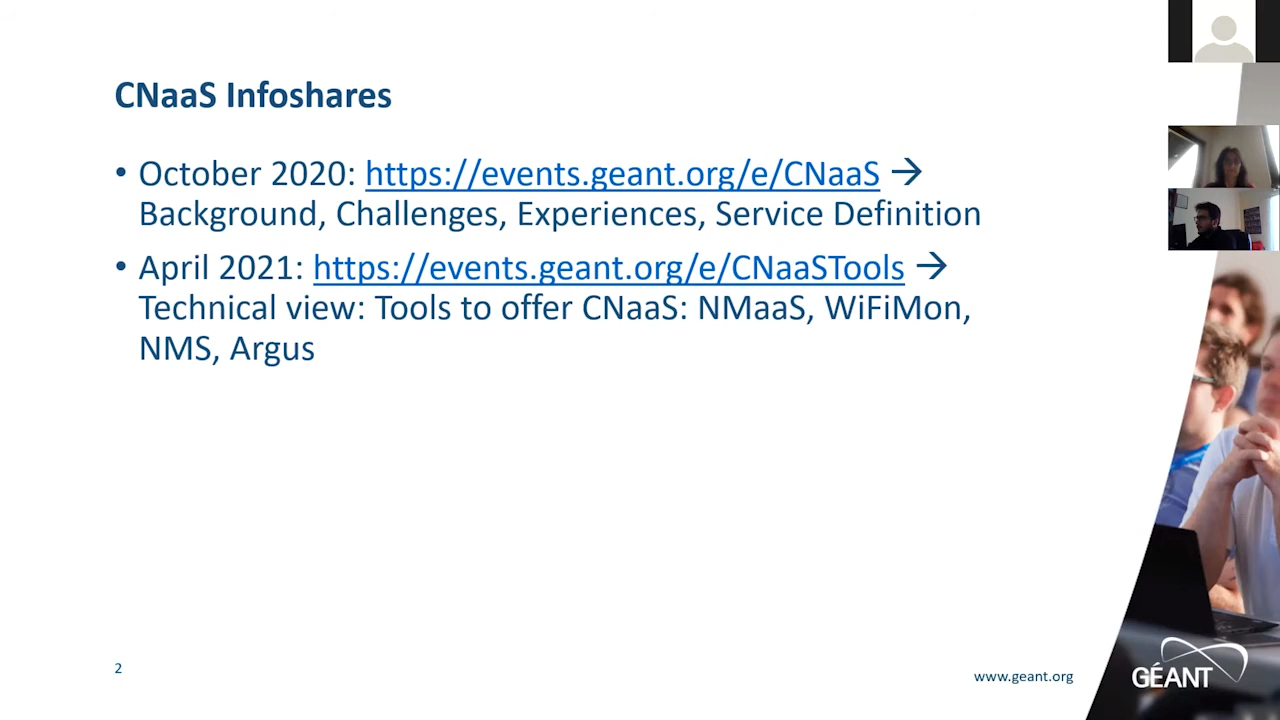 CNaaS Infoshares
• October 2020: https://events.geant.org/e/CNaaS →
Background, Challenges, Experiences, Service Definition
• April 2021: https://events.geant.org/e/CNaaSTools →
Technical view: Tools to offer CNaaS: NMaaS, WiFiMon,
NMS, Argus
2
www.geant.org
GÉANT